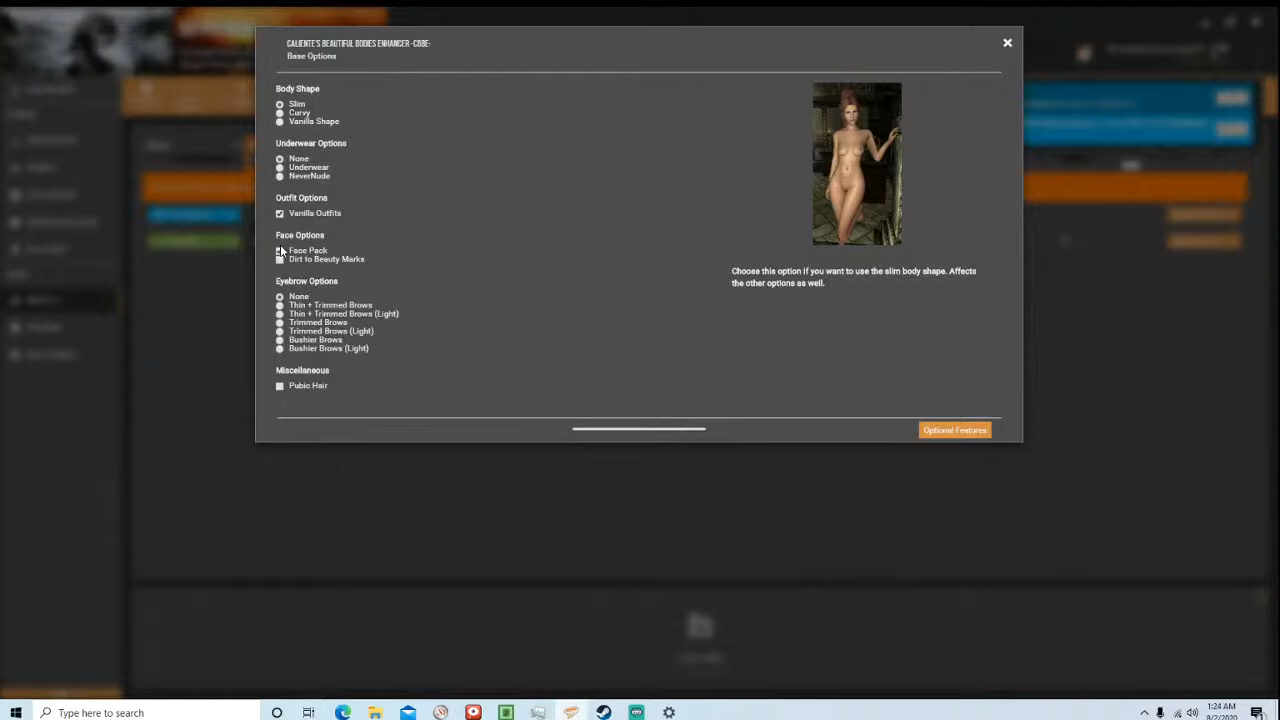 CALIENTE'S BEAUTIFUL BODIES ENHANCER -CBBE-
Base Options
Body Shape
Slim
Curvy
Vanilla Shape
Underwear Options
None
Underwear
NeverNude
Outfit Options
Vanilla Outfits
Face Options
Face Pack
Dirt to Beauty Marks
Eyebrow Options
None
Thin + Trimmed Brows
Thin + Trimmed Brows (Light)
Trimmed Brows
Trimmed Brows (Light)
Bushier Brows
Bushier Brows (Light)
Miscellaneous
Pubic Hair
Choose this option if you want to use the slim body shape. Affects
the other options as well.
Optional Features
Type here to search
1:24 AM
8/2/2020